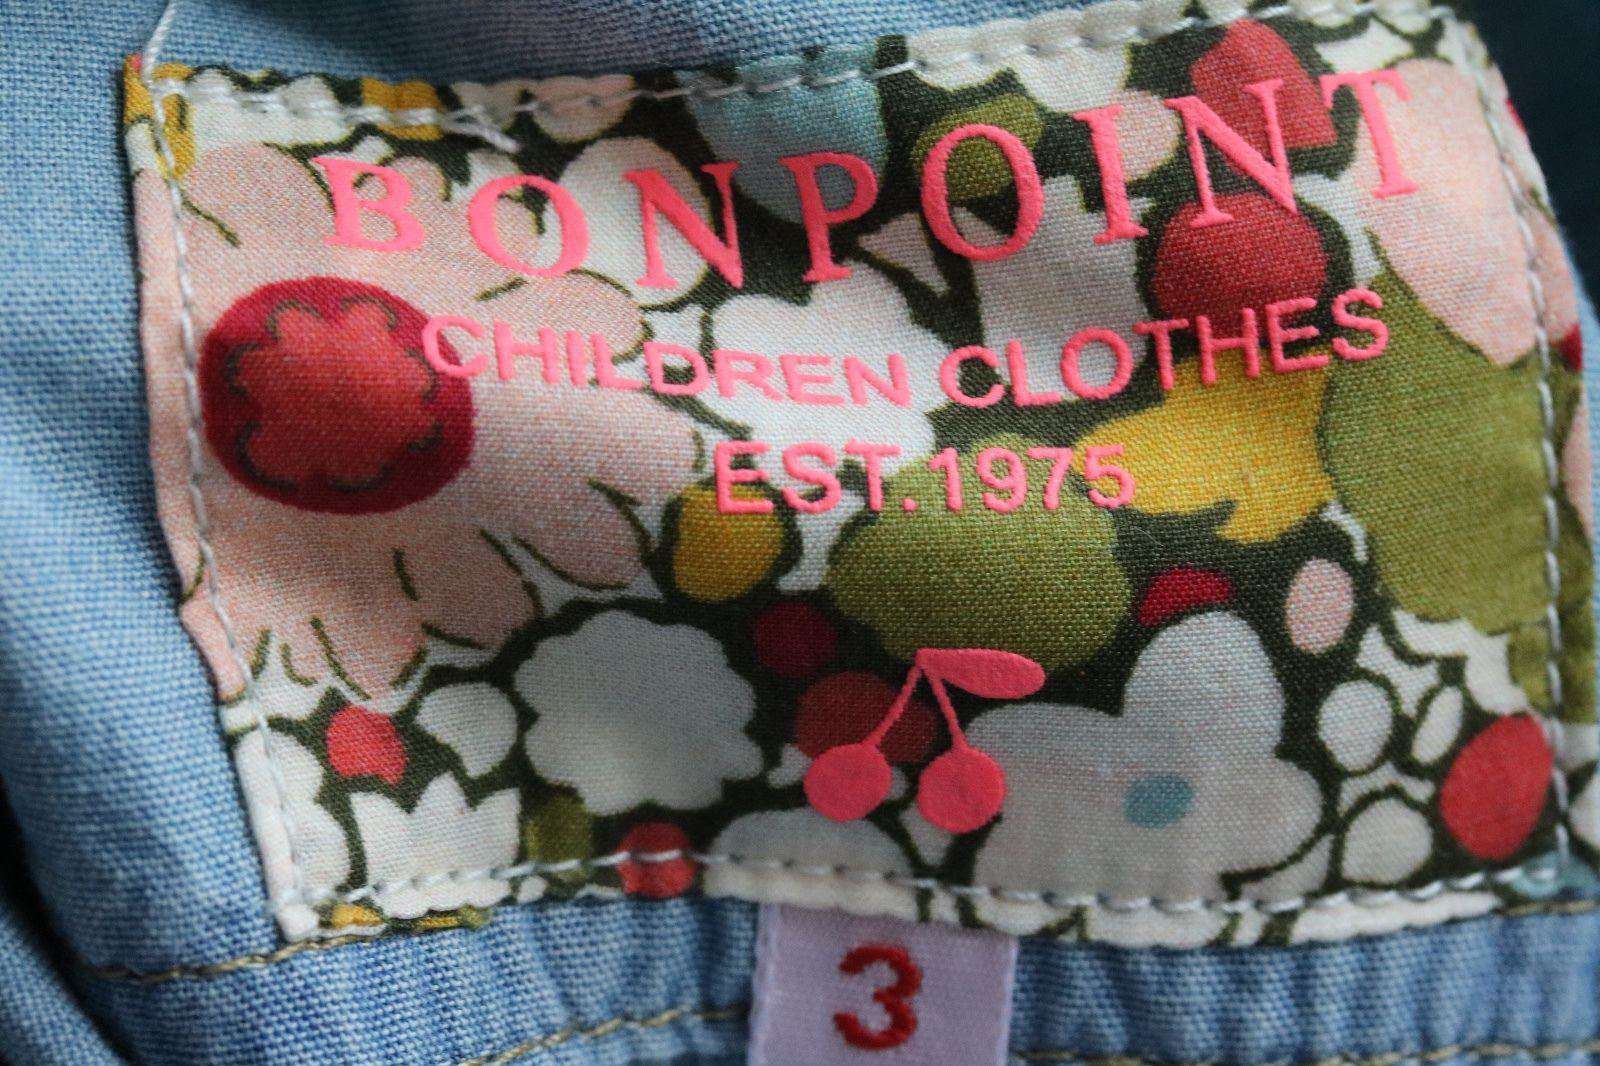 BONPOINT
CHILDREN CLOTHES
EST.1975
3